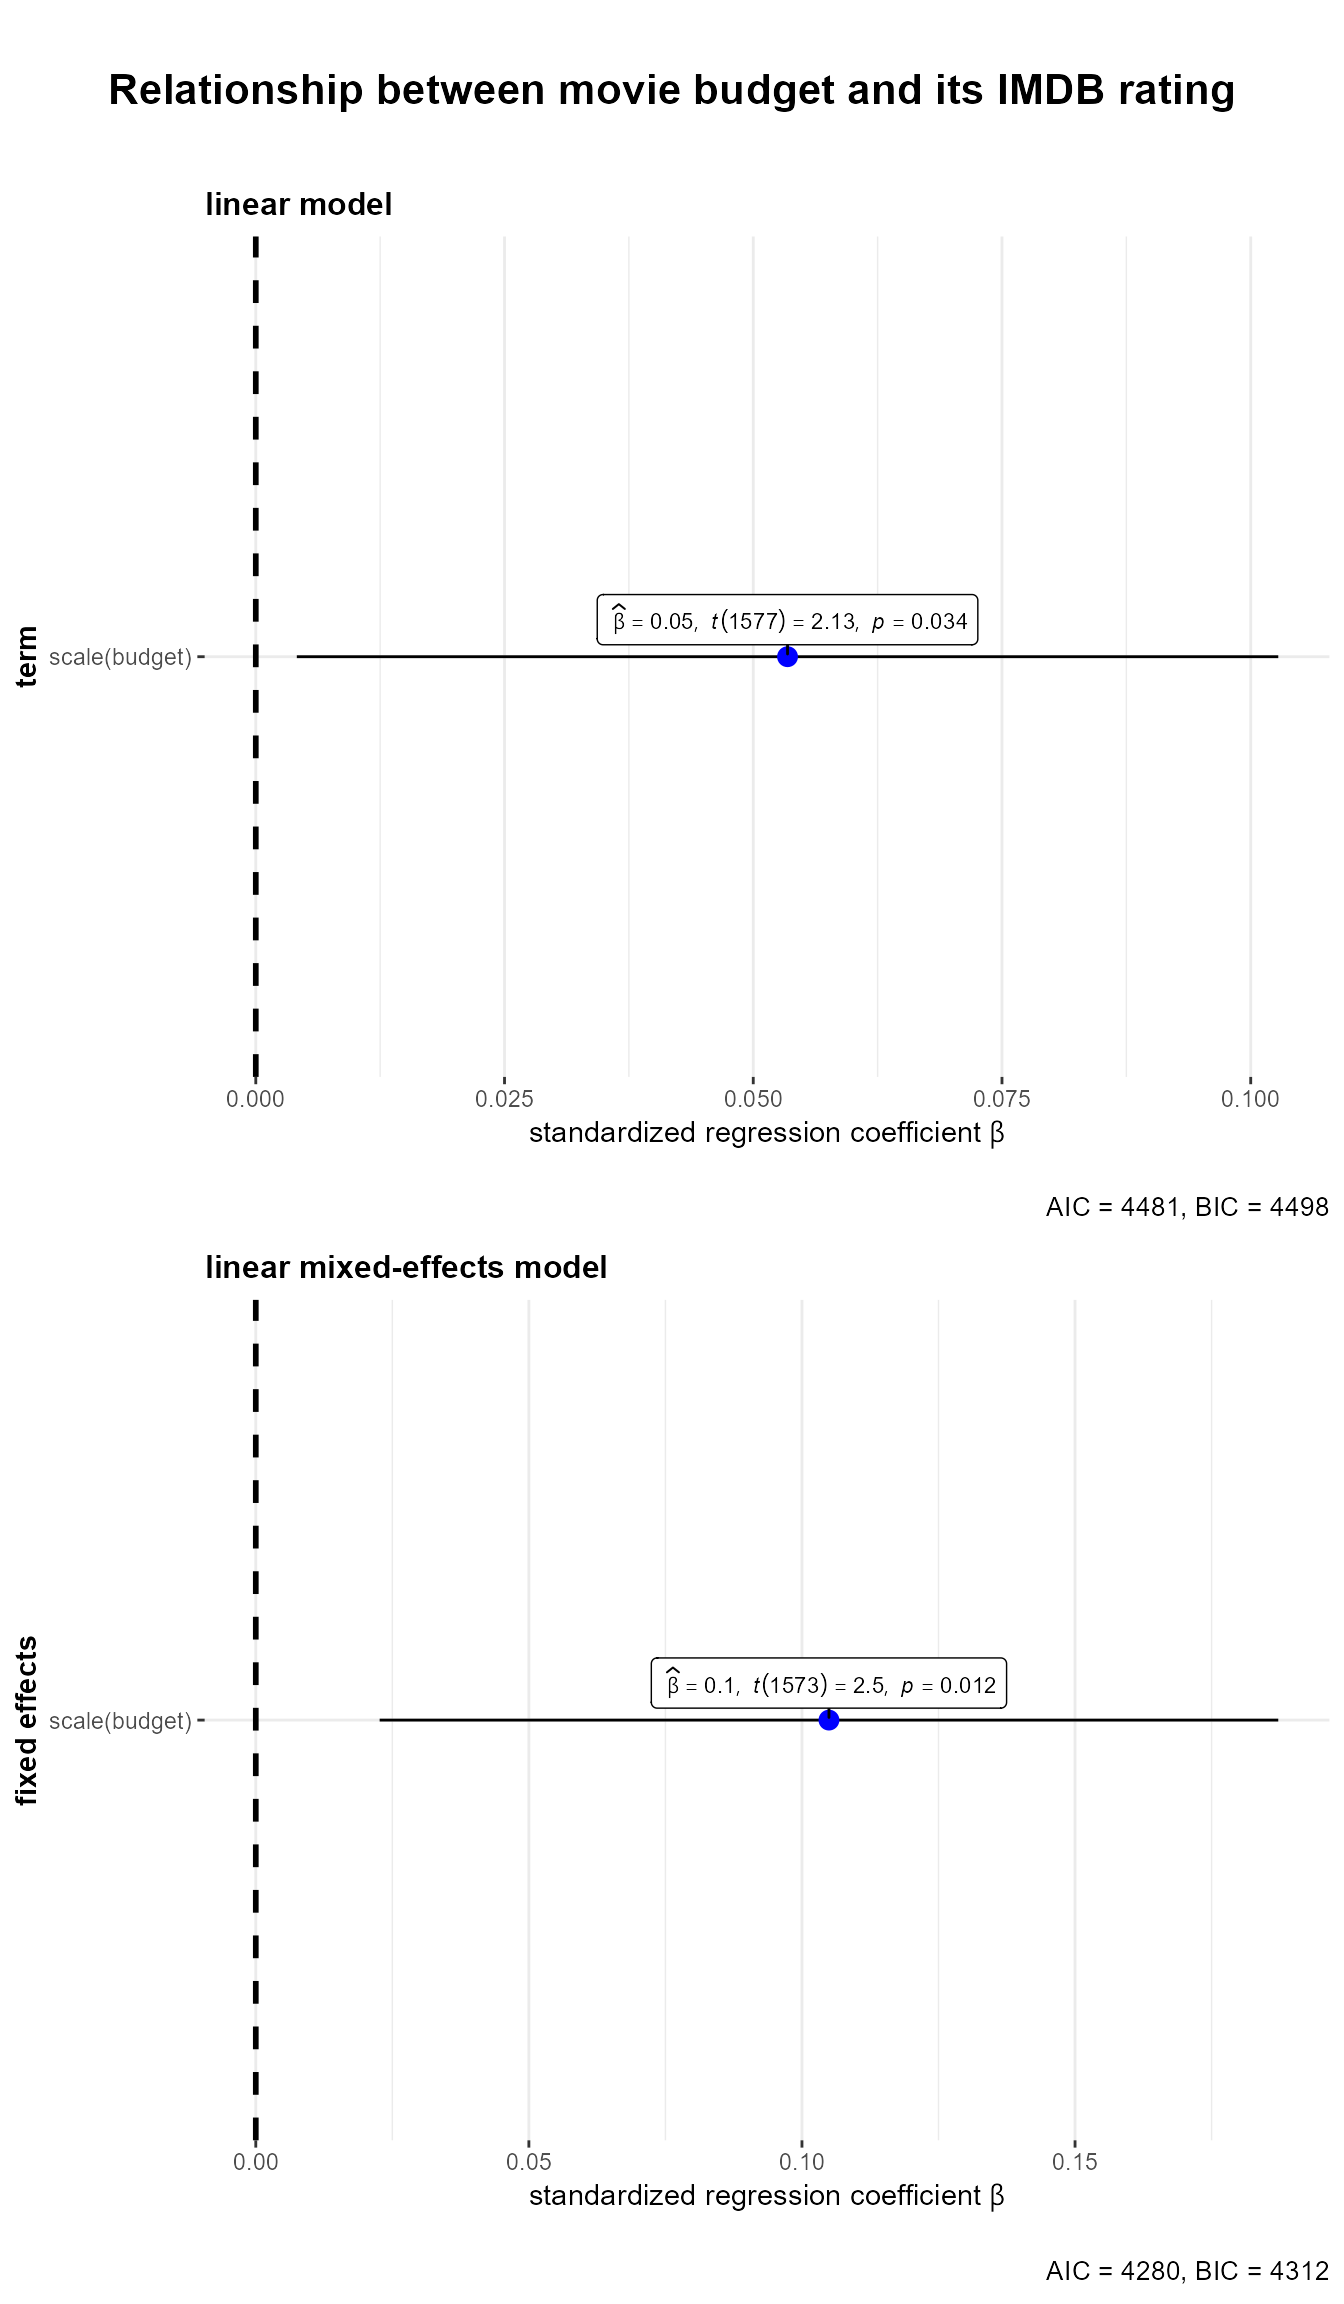 Relationship between movie budget and its IMDB rating
linear model
β̂ = 0.05, t(1577) = 2.13, p = 0.034
term
scale(budget)
0.000 0.025 0.050 0.075 0.100
standardized regression coefficient β
AIC = 4481, BIC = 4498
linear mixed-effects model
β̂ = 0.1, t(1573) = 2.5, p = 0.012
fixed effects
scale(budget)
0.00 0.05 0.10 0.15
standardized regression coefficient β
AIC = 4280, BIC = 4312